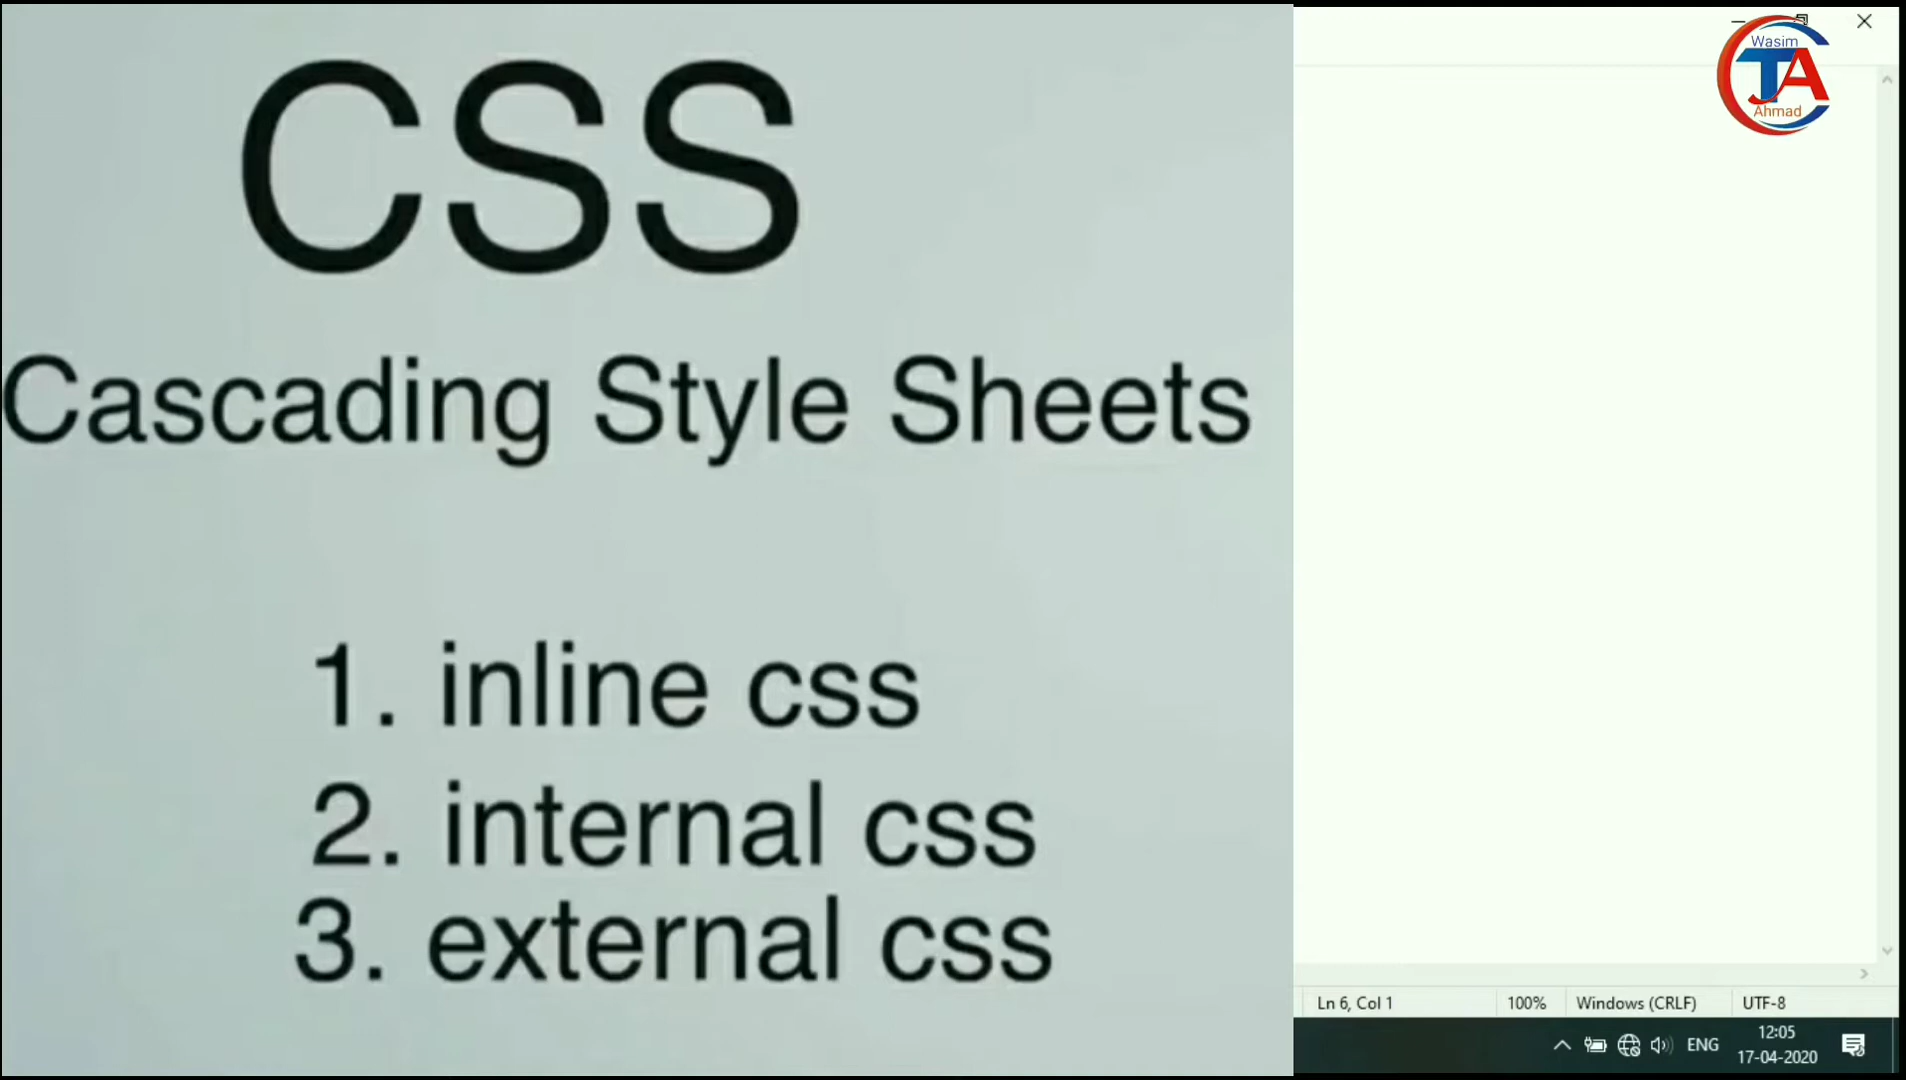 CSS
Cascading Style Sheets
1. inline css
2. internal css
3. external css
Wasim
CTA
Ahmad
Ln 6, Col 1
100%
Windows (CRLF)
UTF-8
ENG
12:05
17-04-2020